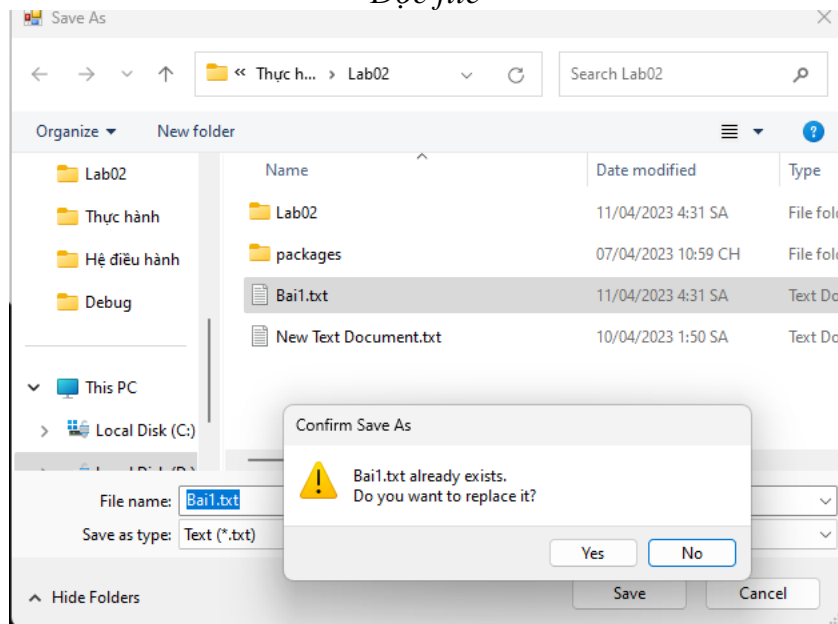 Đọc file
Save As
« Thực h... › Lab02
Search Lab02
Organize
New folder
Name
Date modified
Type
Lab02
Thực hành
Hệ điều hành
Debug
This PC
Local Disk (C:)
Lab02
11/04/2023 4:31 SA
File fol
packages
07/04/2023 10:59 CH
File fol
Bai1.txt
11/04/2023 4:31 SA
Text Do
New Text Document.txt
10/04/2023 1:50 SA
Text Do
Confirm Save As
Bai1.txt already exists.
Do you want to replace it?
Yes
No
File name: Bai1.txt
Save as type: Text (*.txt)
Hide Folders
Save
Cancel